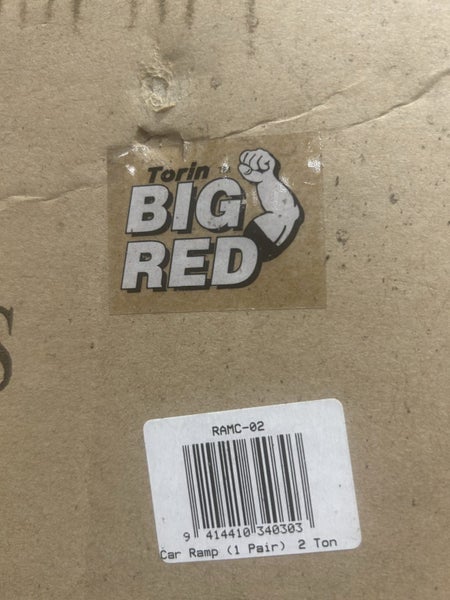 Torin
BIG
RED
S
RAMC-02
9 414410 340303
Car Ramp (1 Pair) 2 Ton